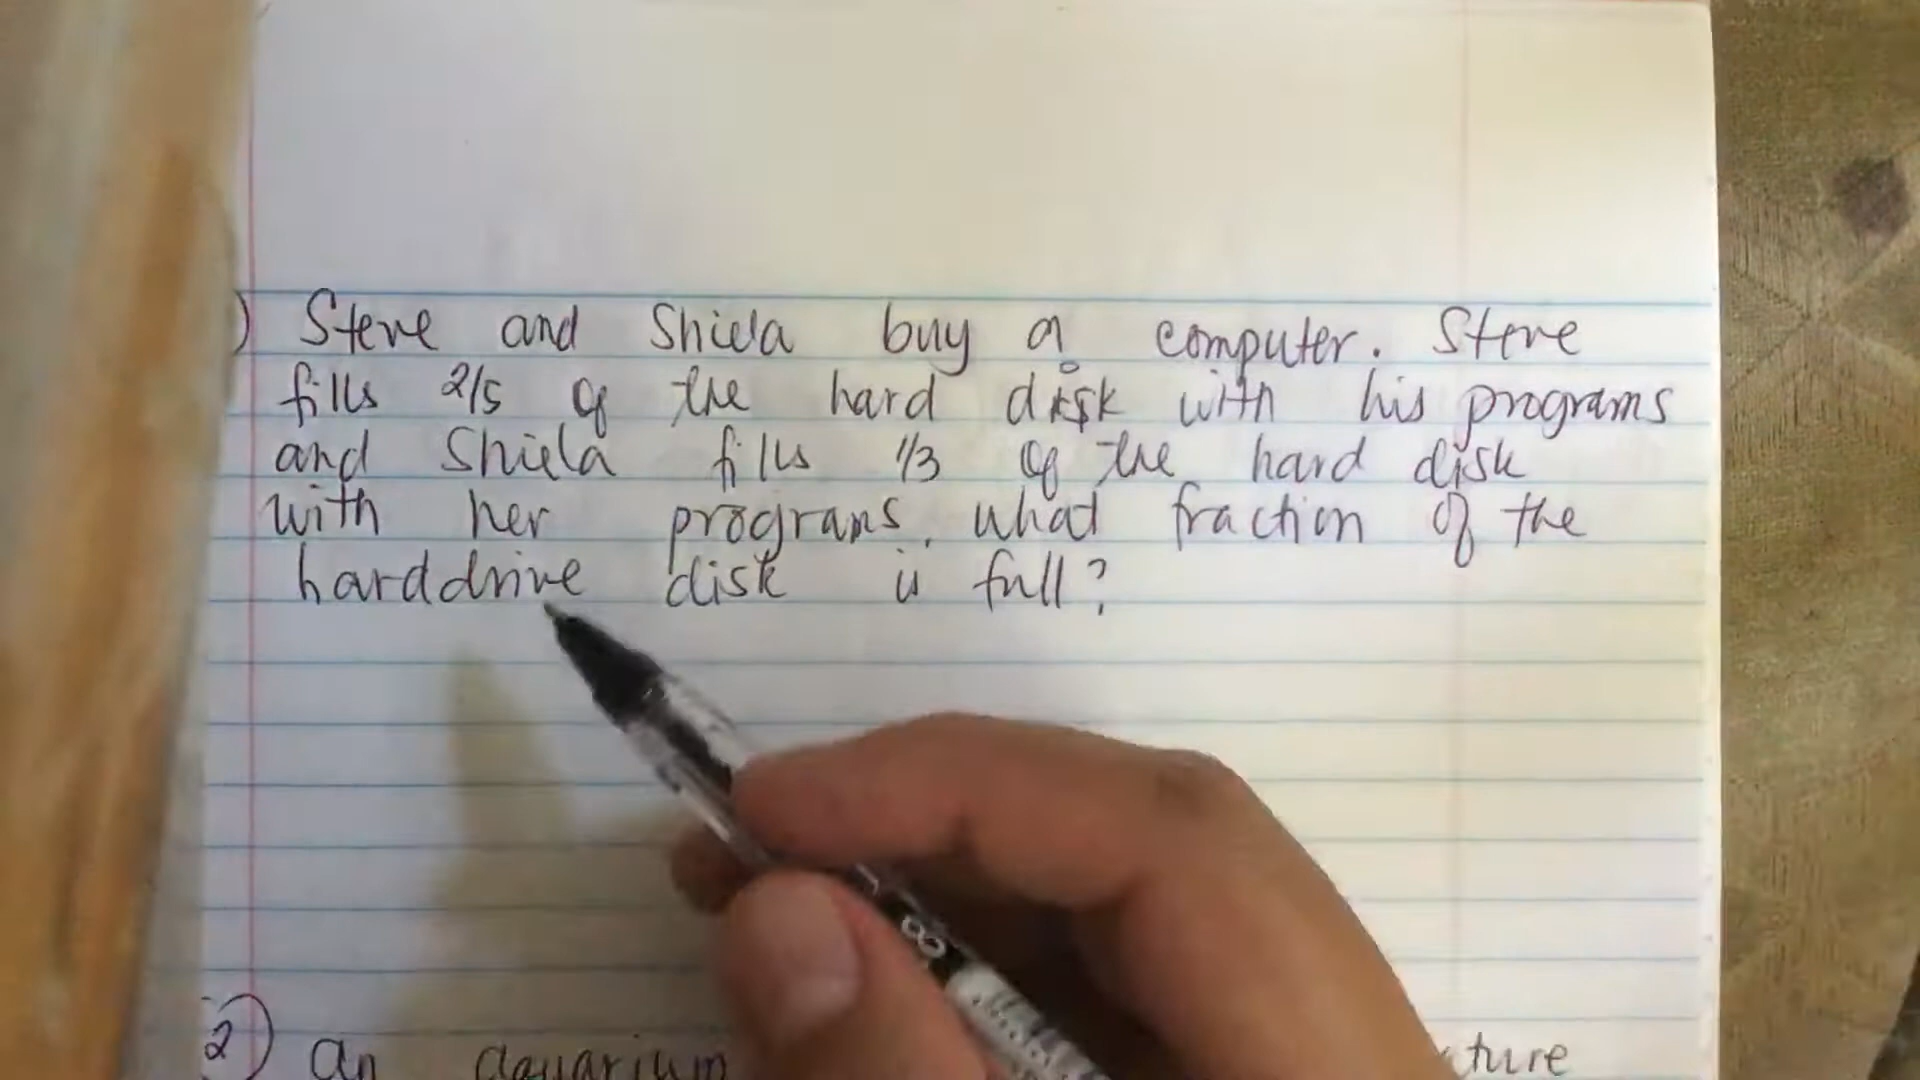 ) Steve and Shiela buy a computer. Steve
fills 2/5 of the hard disk with his programs
and Shiela fills 1/3 of the hard disk
with her programs. what fraction of the
harddrive disk is full?
8
2) an aquarium
ture